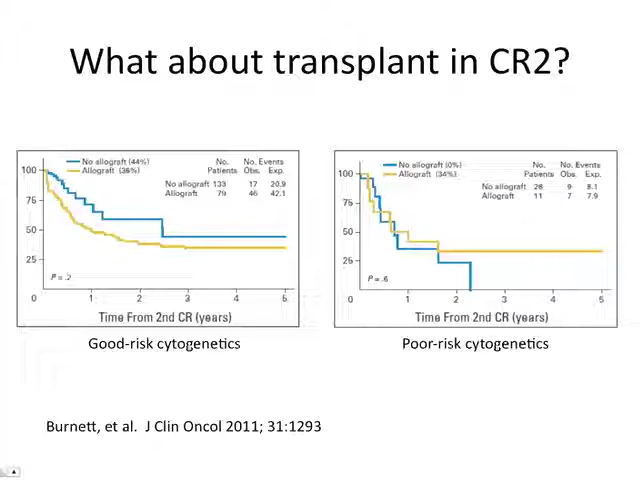 What about transplant in CR2?
No allograft (44%)
Allograft (36%)
No. No. Events
Patients Obs. Exp.
No allograft 133 17 20.9
Allograft 79 46 42.1
100
75
50
25
P = .2
0 1 2 3 4 5
Time From 2nd CR (years)
Good-risk cytogenetics
No allograft (0%)
Allograft (34%)
No. No. Events
Patients Obs. Exp.
No allograft 26 9 8.1
Allograft 11 7 7.9
100
75
50
25
P = .6
0 1 2 3 4 5
Time From 2nd CR (years)
Poor-risk cytogenetics
Burnett, et al. J Clin Oncol 2011; 31:1293